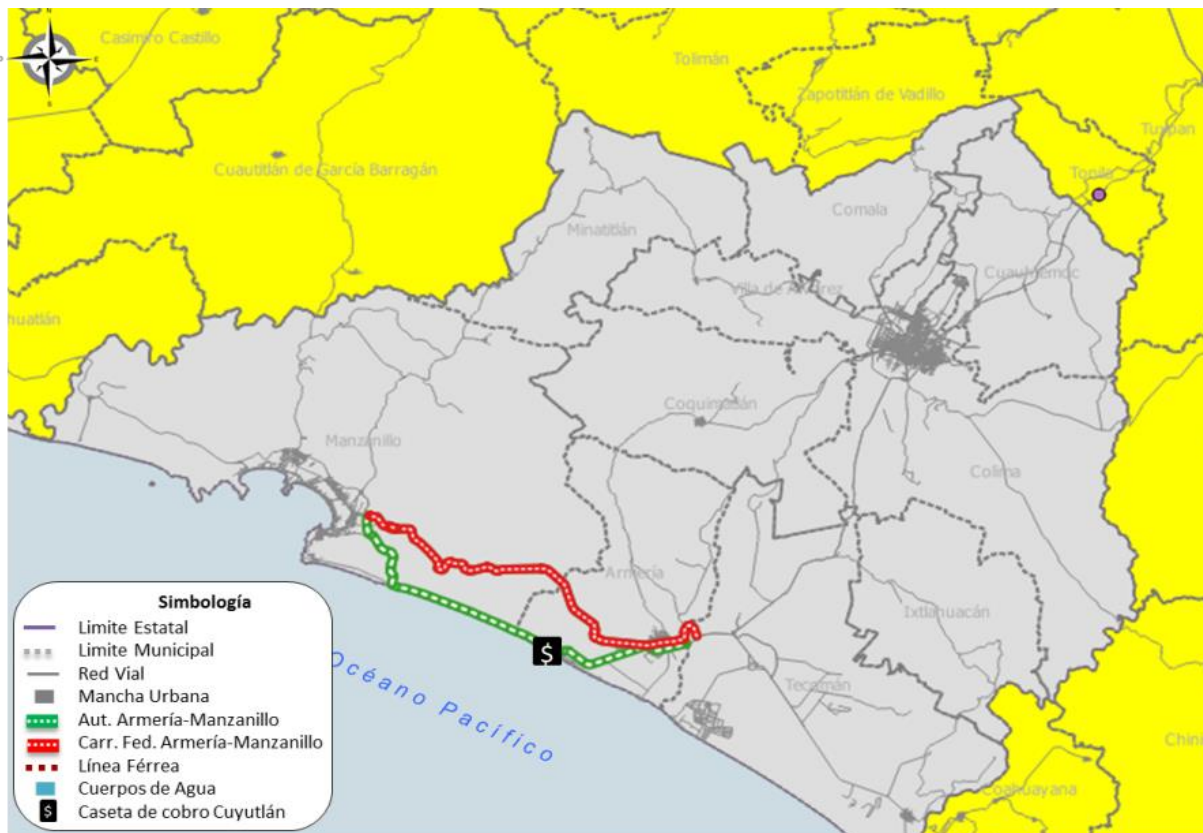 Casimiro Castillo
Tolimán
Zapotitlán de Vadillo
Tuxpan
Tonila
Cuautitlán de García Barragán
Minatitlán
Comala
Cuauhtémoc
Villa de Álvarez
Coquimatlán
Manzanillo
Colima
Armería
Ixtlahuacán
Tecomán
Coahuayana
Chini
huatlán
Océano Pacífico
$
Simbología
Limite Estatal
Limite Municipal
Red Vial
Mancha Urbana
Aut. Armería-Manzanillo
Carr. Fed. Armería-Manzanillo
Línea Férrea
Cuerpos de Agua
$ Caseta de cobro Cuyutlán